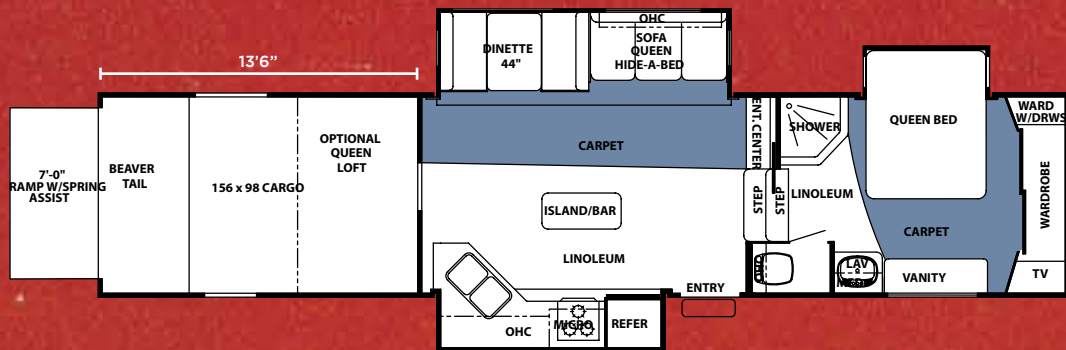 13'6"
7'-0"
RAMP W/SPRING
ASSIST
BEAVER
TAIL
156 x 98 CARGO
OPTIONAL
QUEEN
LOFT
DINETTE
44"
OHC
SOFA
QUEEN
HIDE-A-BED
CARPET
ENT. CENTER
STEP
STEP
ISLAND/BAR
LINOLEUM
OHC
MICRO
REFER
ENTRY
SHOWER
LINOLEUM
OHC
LAV
QUEEN BED
CARPET
VANITY
WARD
W/DRWS
WARDROBE
TV